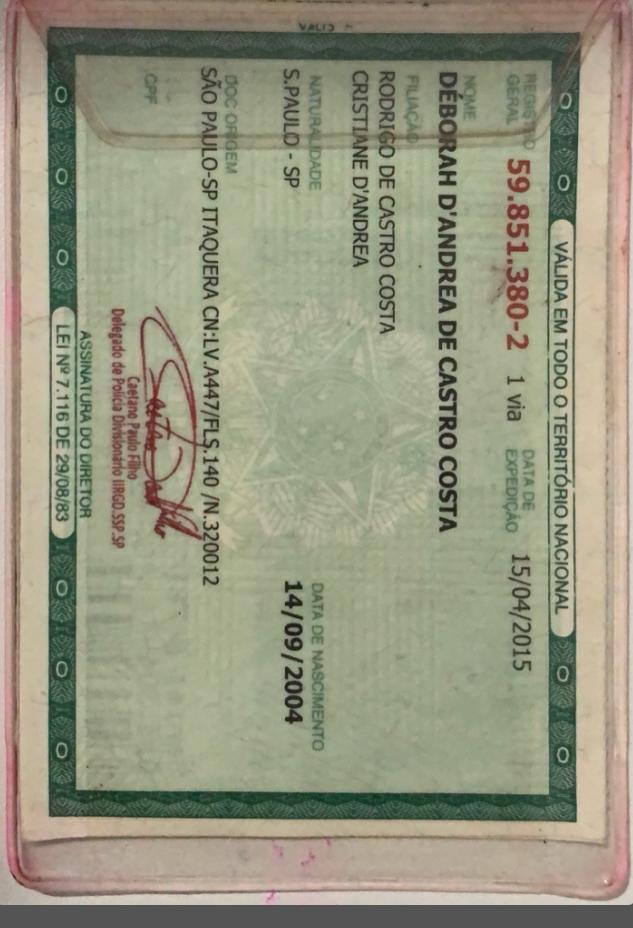 VÁLIDA EM TODO O TERRITÓRIO NACIONAL
REGISTRO GERAL 59.851.380-2 1 via DATA DE EXPEDIÇÃO 15/04/2015
NOME
DÉBORAH D'ANDREA DE CASTRO COSTA
FILIAÇÃO
RODRIGO DE CASTRO COSTA
CRISTIANE D'ANDREA
NATURALIDADE DATA DE NASCIMENTO
S.PAULO - SP 14/09/2004
DOC ORIGEM
SÃO PAULO-SP ITAQUERA CN:LV.A447/FLS.140 /N.320012
CPF
Caetano Paulo Filho
Delegado de Polícia Divisionário IIRGD.SSP.SP
ASSINATURA DO DIRETOR
LEI Nº 7.116 DE 29/08/83